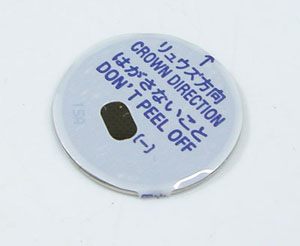 ↑
リュウズ方向
CROWN DIRECTION
はがさないこと
DON'T PEEL OFF
(−)